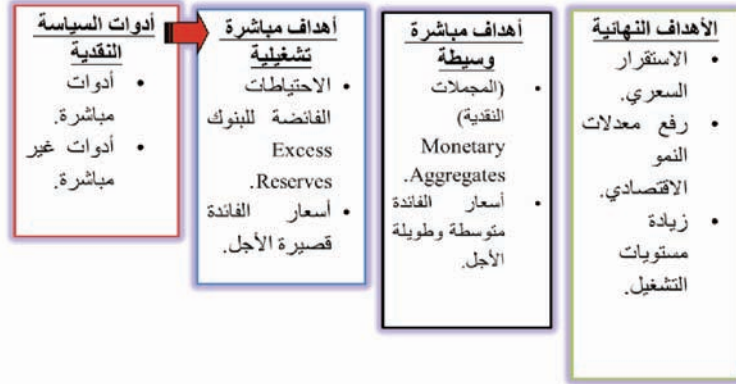 أدوات السياسة
النقدية
• أدوات
مباشرة.
• أدوات غير
مباشرة.
أهداف مباشرة
تشغيلية
• الاحتياطات
الفائضة للبنوك
Excess
Reserves.
• أسعار الفائدة
قصيرة الأجل.
أهداف مباشرة
وسيطة
• (المجملات
النقدية)
Monetary
Aggregates.
• أسعار الفائدة
متوسطة وطويلة
الأجل.
الأهداف النهائية
• الاستقرار
السعري.
• رفع معدلات
النمو
الاقتصادي.
• زيادة
مستويات
التشغيل.